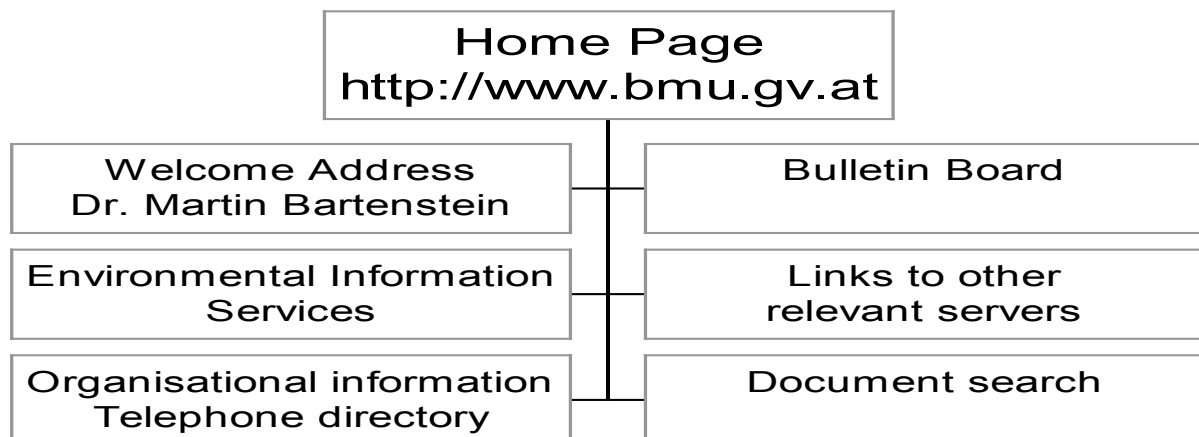 Home Page
http://www.bmu.gv.at
Welcome Address
Dr. Martin Bartenstein
Bulletin Board
Environmental Information
Services
Links to other
relevant servers
Organisational information
Telephone directory
Document search